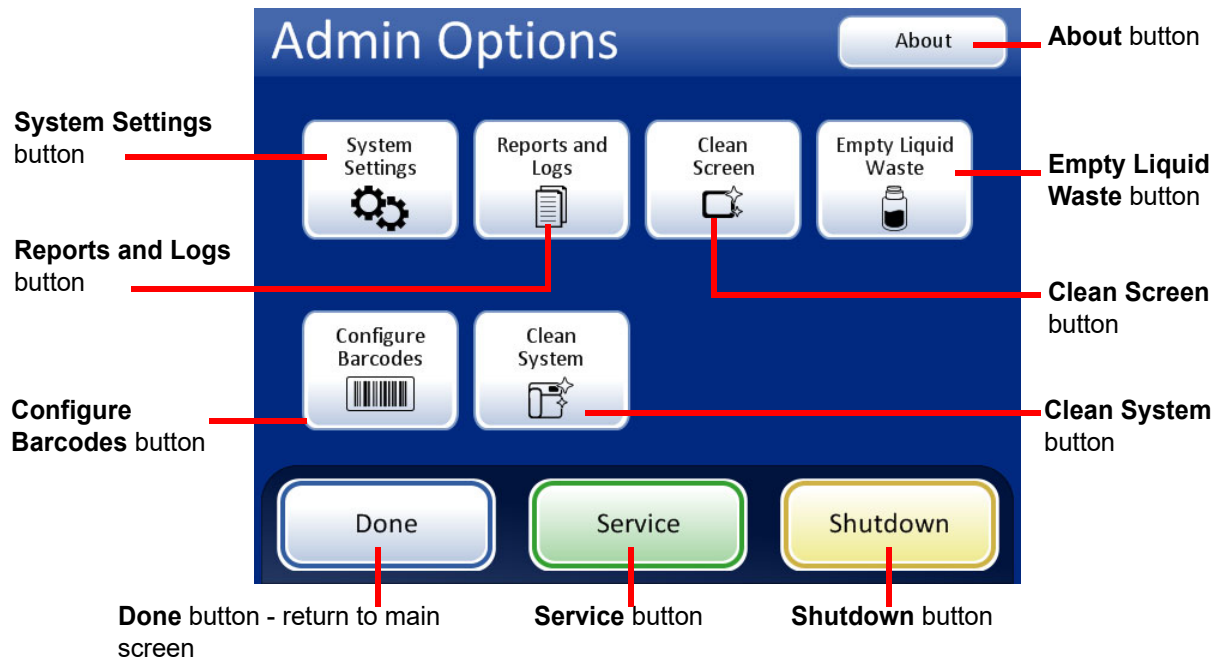 Admin Options
About
About button
System Settings
button
System
Settings
Reports and
Logs
Clean
Screen
Empty Liquid
Waste
Empty Liquid
Waste button
Reports and Logs
button
Clean Screen
button
Configure
Barcodes
Clean
System
Configure
Barcodes button
Clean System
button
Done
Service
Shutdown
Done button - return to main
screen
Service button
Shutdown button